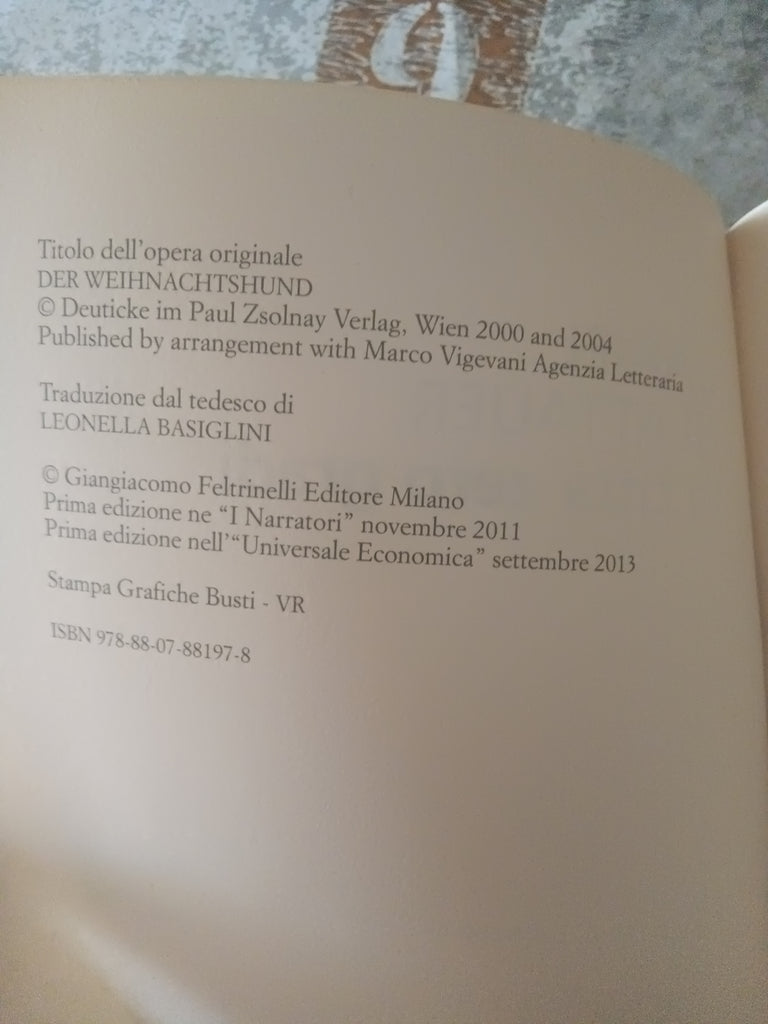 Titolo dell'opera originale
DER WEIHNACHTSHUND
© Deuticke im Paul Zsolnay Verlag, Wien 2000 and 2004
Published by arrangement with Marco Vigevani Agenzia Letteraria
Traduzione dal tedesco di
LEONELLA BASIGLINI
© Giangiacomo Feltrinelli Editore Milano
Prima edizione ne “I Narratori” novembre 2011
Prima edizione nell'“Universale Economica” settembre 2013
Stampa Grafiche Busti - VR
ISBN 978-88-07-88197-8